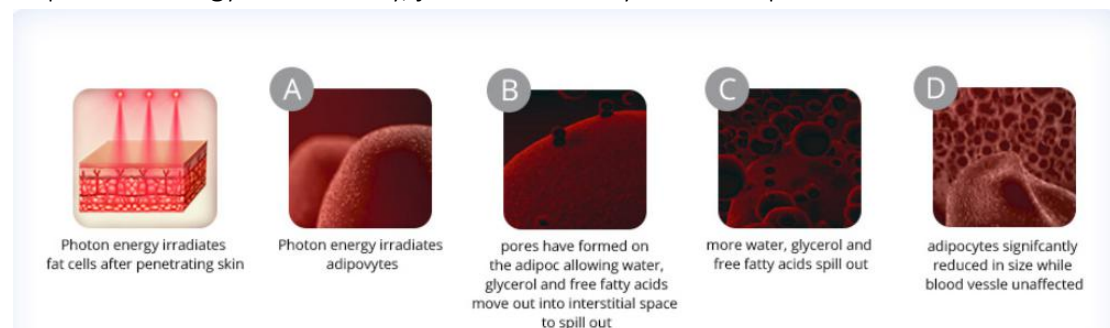 A
B
C
D
Photon energy irradiates
fat cells after penetrating skin
Photon energy irradiates
adipovytes
pores have formed on
the adipoc allowing water,
glycerol and free fatty acids
move out into interstitial space
to spill out
more water, glycerol and
free fatty acids spill out
adipocytes signifcantly
reduced in size while
blood vessle unaffected